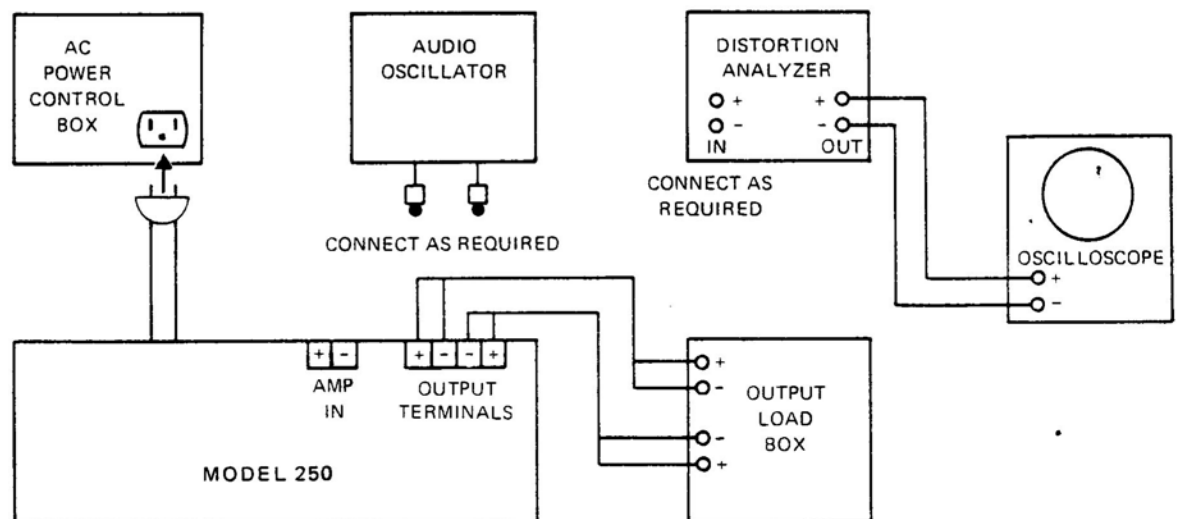 AC
POWER
CONTROL
BOX
AUDIO
OSCILLATOR
CONNECT AS REQUIRED
DISTORTION
ANALYZER
+ +
- -
IN OUT
CONNECT AS
REQUIRED
OSCILLOSCOPE
+
-
+ -
AMP
IN
+ - - +
OUTPUT
TERMINALS
MODEL 250
+
-
-
+
OUTPUT
LOAD
BOX